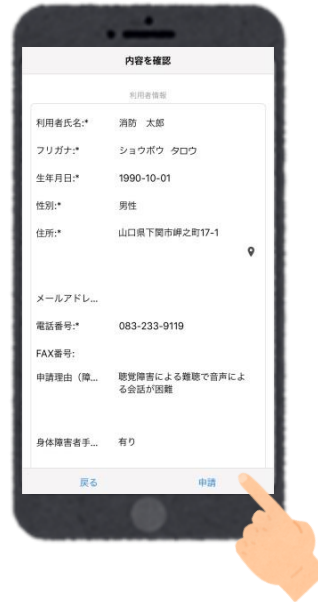 内容を確認
利用者情報
利用者氏名:* 消防 太郎
フリガナ:* ショウボウ タロウ
生年月日:* 1990-10-01
性別:* 男性
住所:* 山口県下関市岬之町17-1
メールアドレ...
電話番号:* 083-233-9119
FAX番号:
申請理由（障... 聴覚障害による難聴で音声によ
る会話が困難
身体障害者手... 有り
戻る 申請